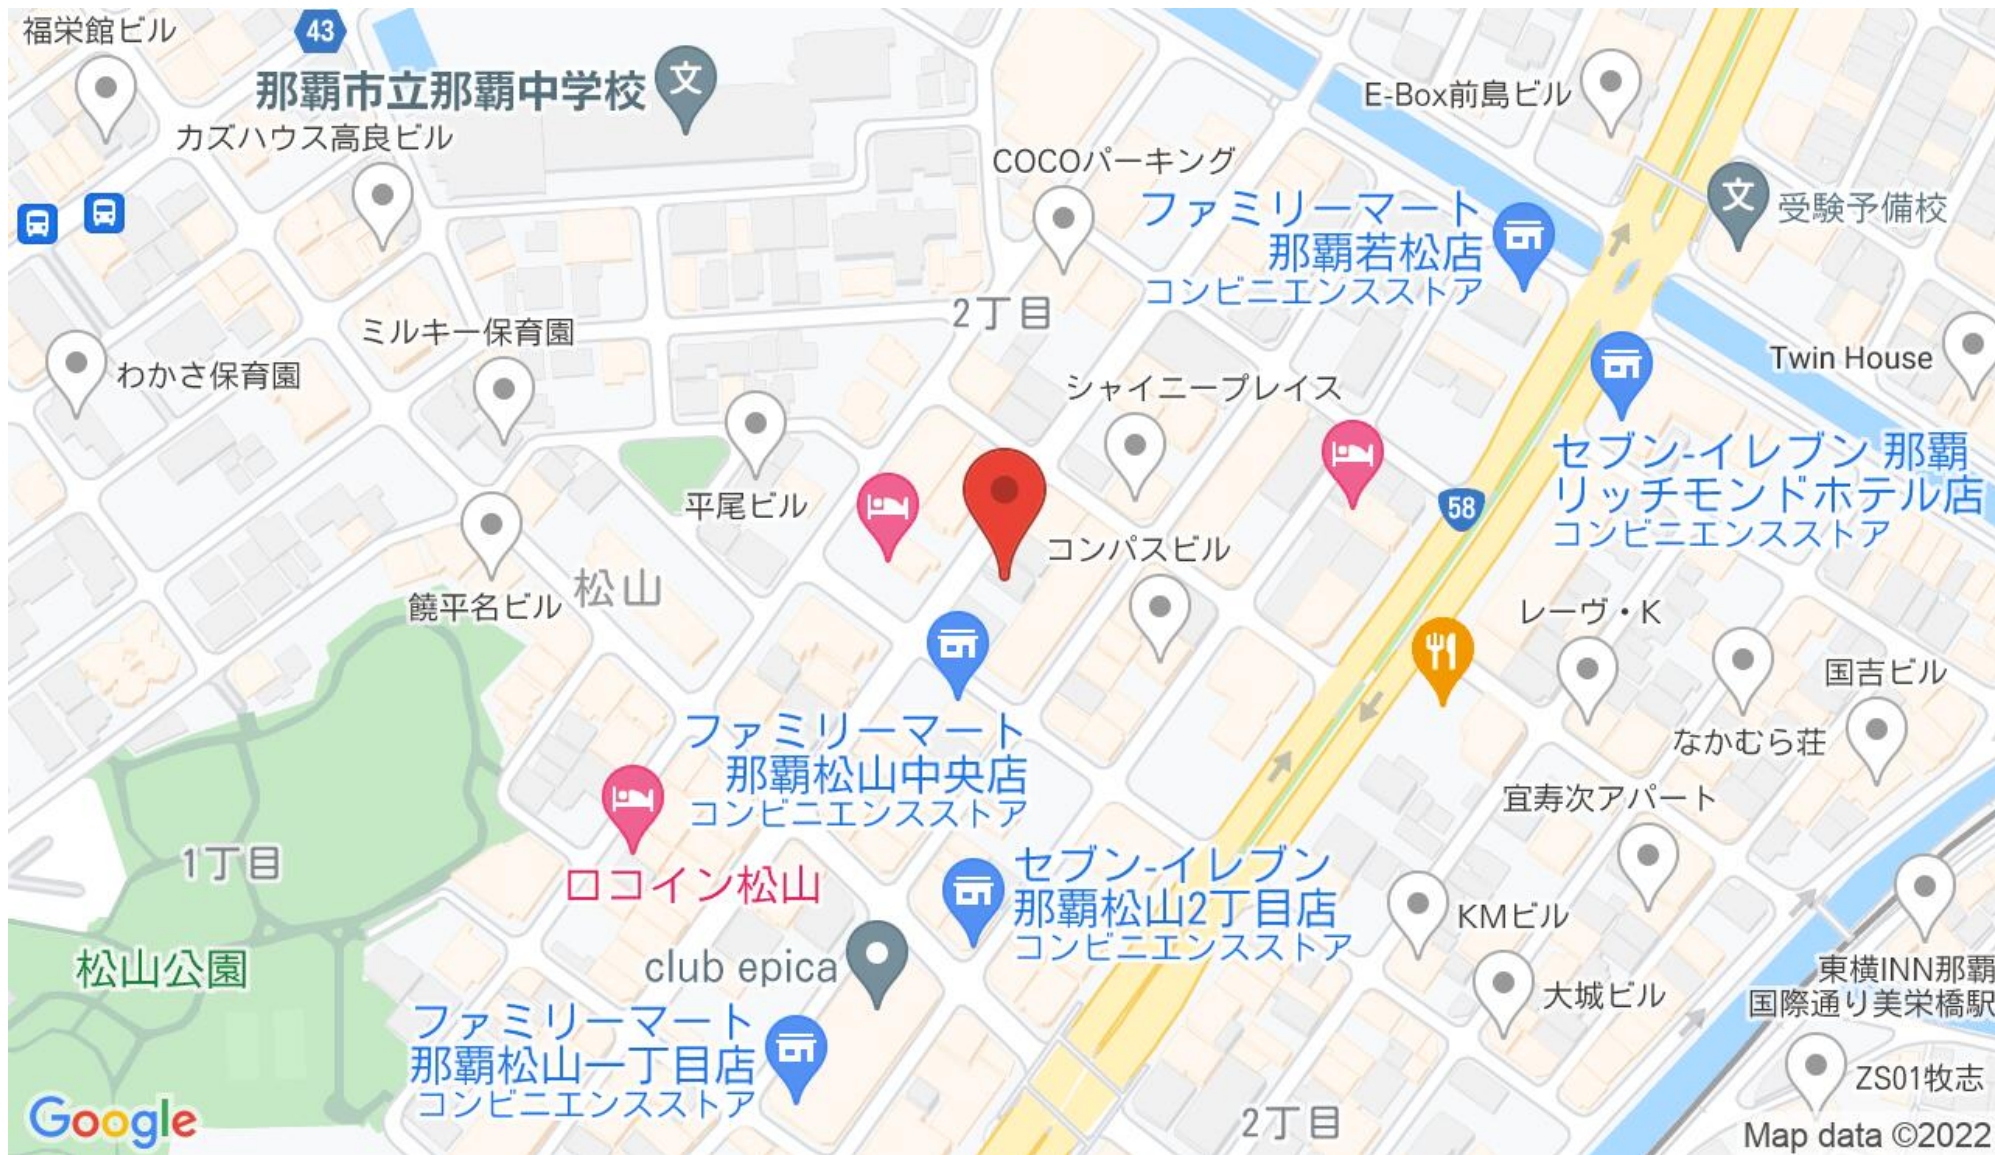 福栄館ビル
43
那覇市立那覇中学校
文
カズハウス高良ビル
E-Box前島ビル
COCOパーキング
ファミリーマート
那覇若松店
コンビニエンスストア
文
受験予備校
2丁目
ミルキー保育園
わかさ保育園
Twin House
シャイニープレイス
セブン-イレブン 那覇
リッチモンドホテル店
コンビニエンスストア
58
平尾ビル
コンパスビル
松山
饒平名ビル
レーヴ・K
国吉ビル
なかむら荘
ファミリーマート
那覇松山中央店
コンビニエンスストア
宜寿次アパート
1丁目
ロコイン松山
セブン-イレブン
那覇松山2丁目店
コンビニエンスストア
KMビル
松山公園
club epica
大城ビル
東横INN那覇
国際通り美栄橋駅
ファミリーマート
那覇松山一丁目店
コンビニエンスストア
ZS01牧志
2丁目
Google
Map data ©2022